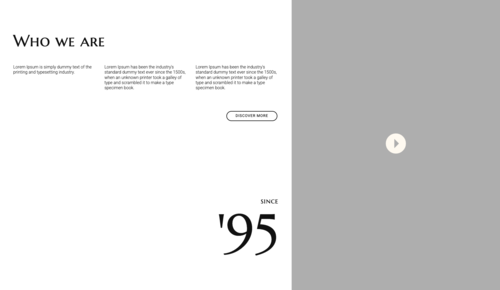 Who we are
Lorem Ipsum is simply dummy text of the
printing and typesetting industry.
Lorem Ipsum has been the industry's
standard dummy text ever since the 1500s,
when an unknown printer took a galley of
type and scrambled it to make a type
specimen book.
Lorem Ipsum has been the industry's
standard dummy text ever since the 1500s,
when an unknown printer took a galley of
type and scrambled it to make a type
specimen book.
DISCOVER MORE
SINCE
'95